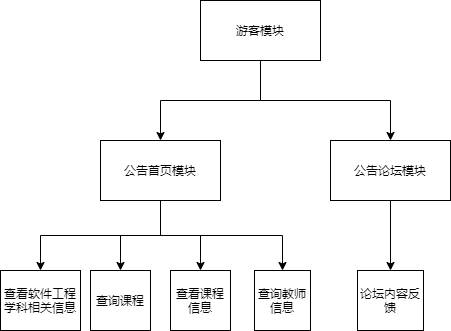 游客模块
公告首页模块
公告论坛模块
查看软件工程
学科相关信息
查询课程
查看课程
信息
查询教师
信息
论坛内容反
馈